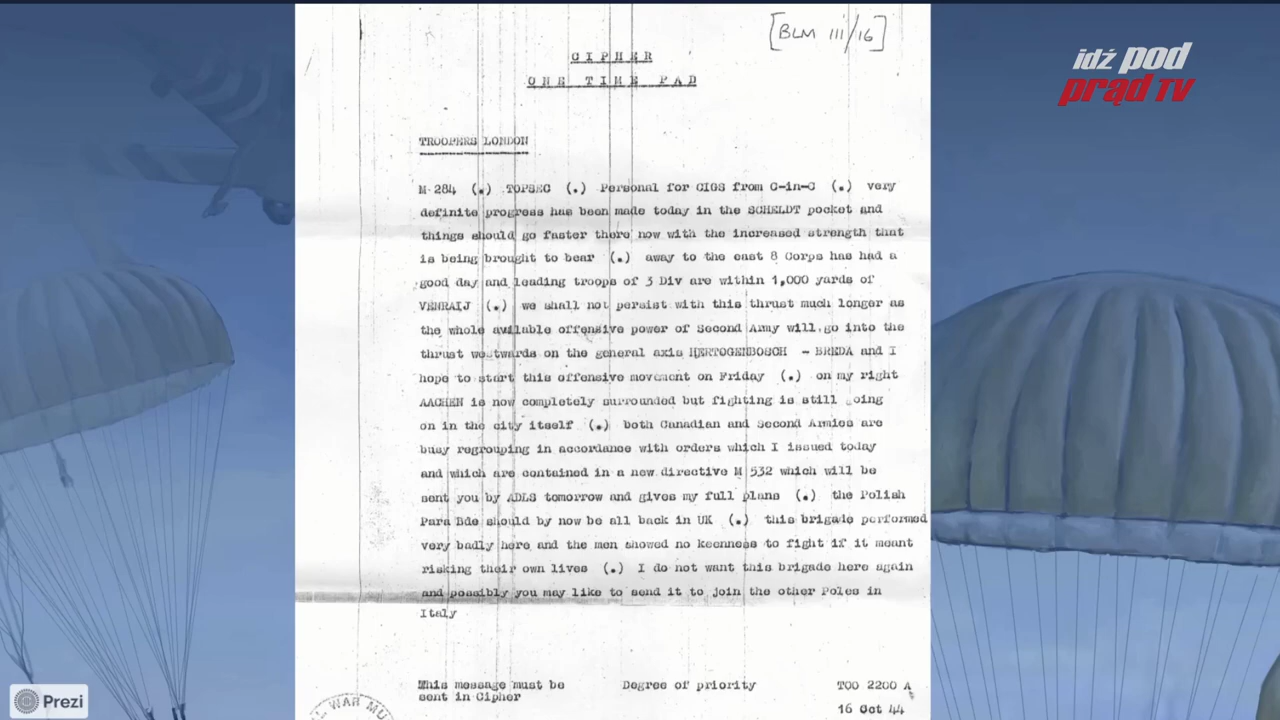 [BLM III/16]
idź pod
prąd TV
CIPHER
ONE TIME PAD
TROOPERS LONDON
M 284 (.) TOPSEC (.) Personal for CIGS from C-in-C (.) very
definite progress has been made today in the SCHELDT pocket and
things should go faster there now with the increased strength that
is being brought to bear (.) away to the east 8 Corps has had a
good day and leading troops of 3 Div are within 1,000 yards of
VENRAIJ (.) we shall not persist with this thrust much longer as
the whole available offensive power of Second Army will go into the
thrust westwards on the general axis HERTOGENBOSCH - BREDA and I
hope to start this offensive movement on Friday (.) on my right
AACHEN is now completely surrounded but fighting is still going
on in the city itself (.) both Canadian and Second Armies are
busy regrouping in accordance with orders which I issued today
and which are contained in a new directive M 532 which will be
sent you by ADLS tomorrow and gives my full plans (.) the Polish
Para Bde should by now be all back in UK (.) this brigade performed
very badly here and the men showed no keenness to fight if it meant
risking their own lives (.) I do not want this brigade here again
and possibly you may like to send it to join the other Poles in
Italy
This message must be
sent in Cipher
Degree of priority
TOO 2200 A
16 Oct 44
WAR MU
Prezi